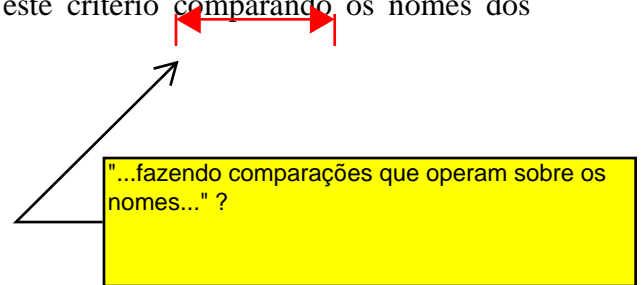 este critério comparando os nomes dos
"...fazendo comparações que operam sobre os
nomes..." ?